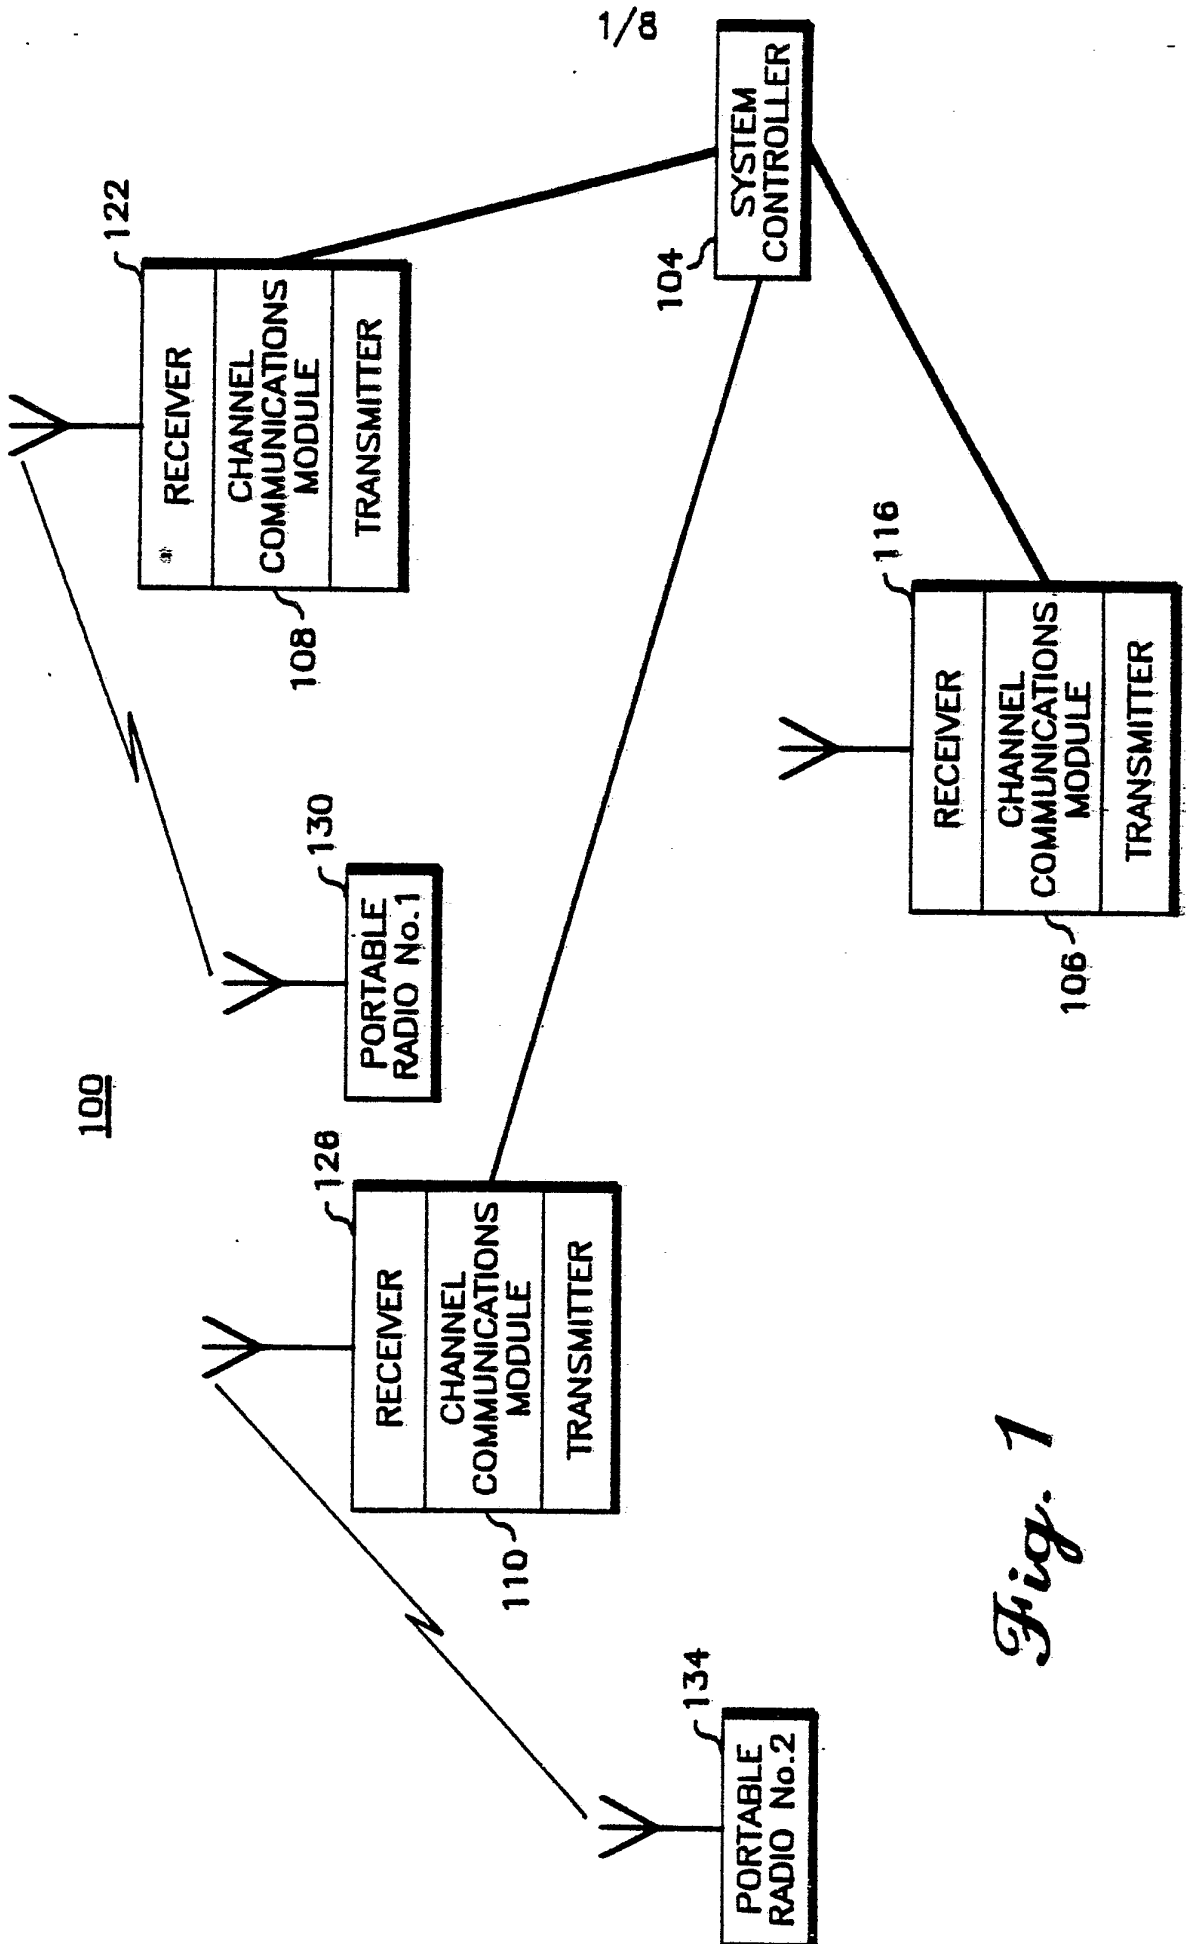 1/8
100
122
RECEIVER
CHANNEL
COMMUNICATIONS
MODULE
TRANSMITTER
108
130
PORTABLE
RADIO No.1
128
RECEIVER
CHANNEL
COMMUNICATIONS
MODULE
TRANSMITTER
110
134
PORTABLE
RADIO No.2
104
SYSTEM
CONTROLLER
116
RECEIVER
CHANNEL
COMMUNICATIONS
MODULE
TRANSMITTER
106
Fig. 1